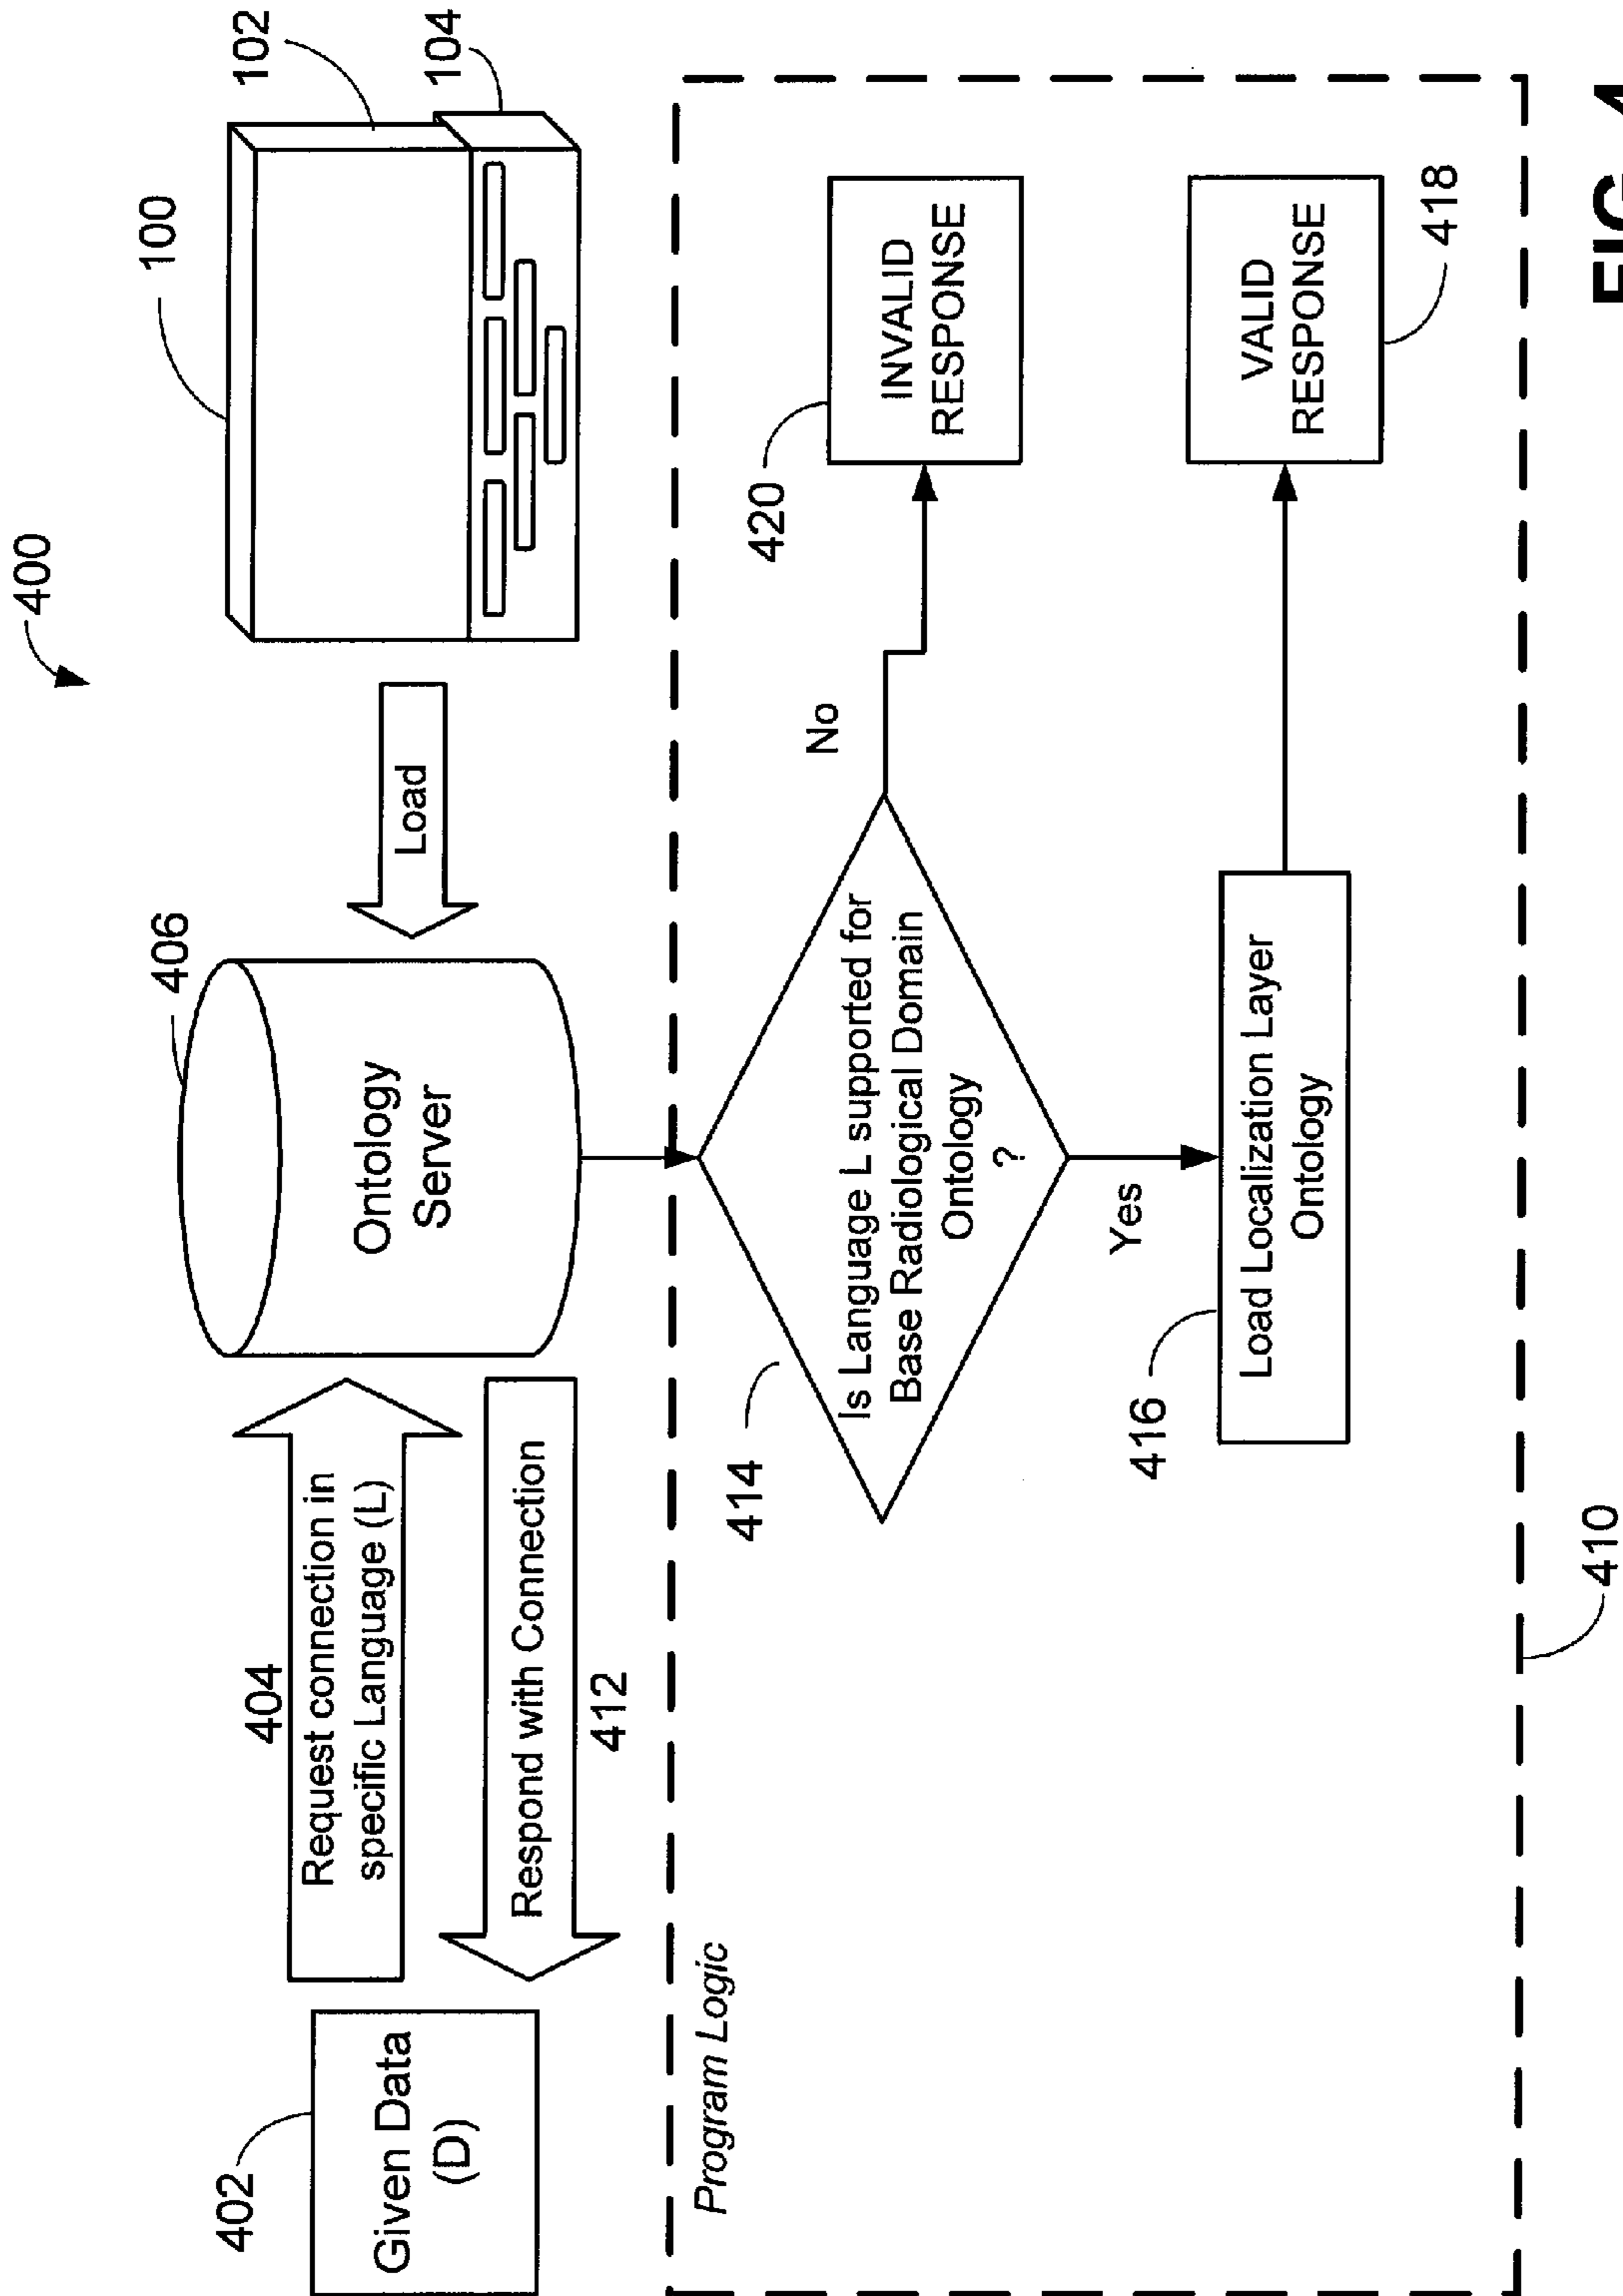 400
402
Given Data
(D)
404
Request connection in
specific Language (L)
Respond with Connection
412
406
Ontology
Server
Load
100
102
104
Program Logic
414
Is Language L supported for
Base Radiological Domain
Ontology
?
No
420
INVALID
RESPONSE
Yes
416
Load Localization Layer
Ontology
VALID
RESPONSE
418
410